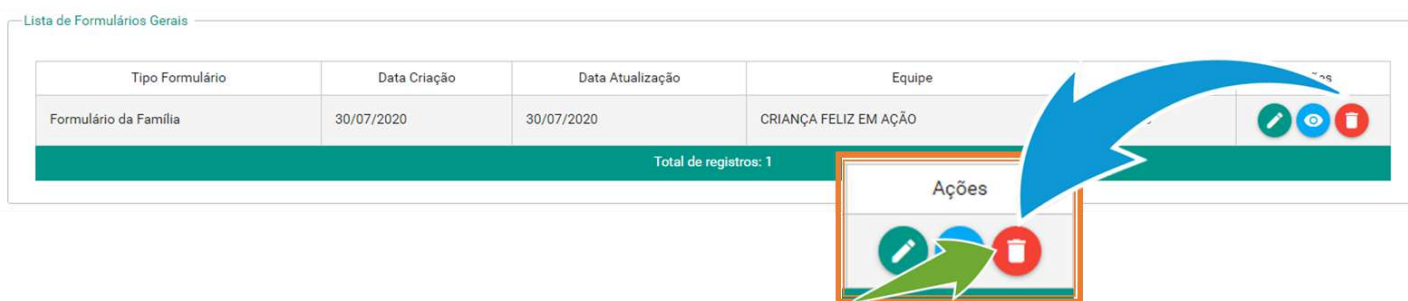 Lista de Formulários Gerais
Tipo Formulário Data Criação Data Atualização Equipe
Formulário da Família 30/07/2020 30/07/2020 CRIANÇA FELIZ EM AÇÃO
Total de registros: 1
Ações